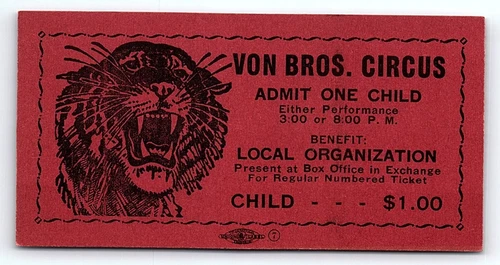 VON BROS. CIRCUS
ADMIT ONE CHILD
Either Performance
3:00 or 8:00 P. M.
BENEFIT:
LOCAL ORGANIZATION
Present at Box Office in Exchange
For Regular Numbered Ticket
CHILD - - - $1.00